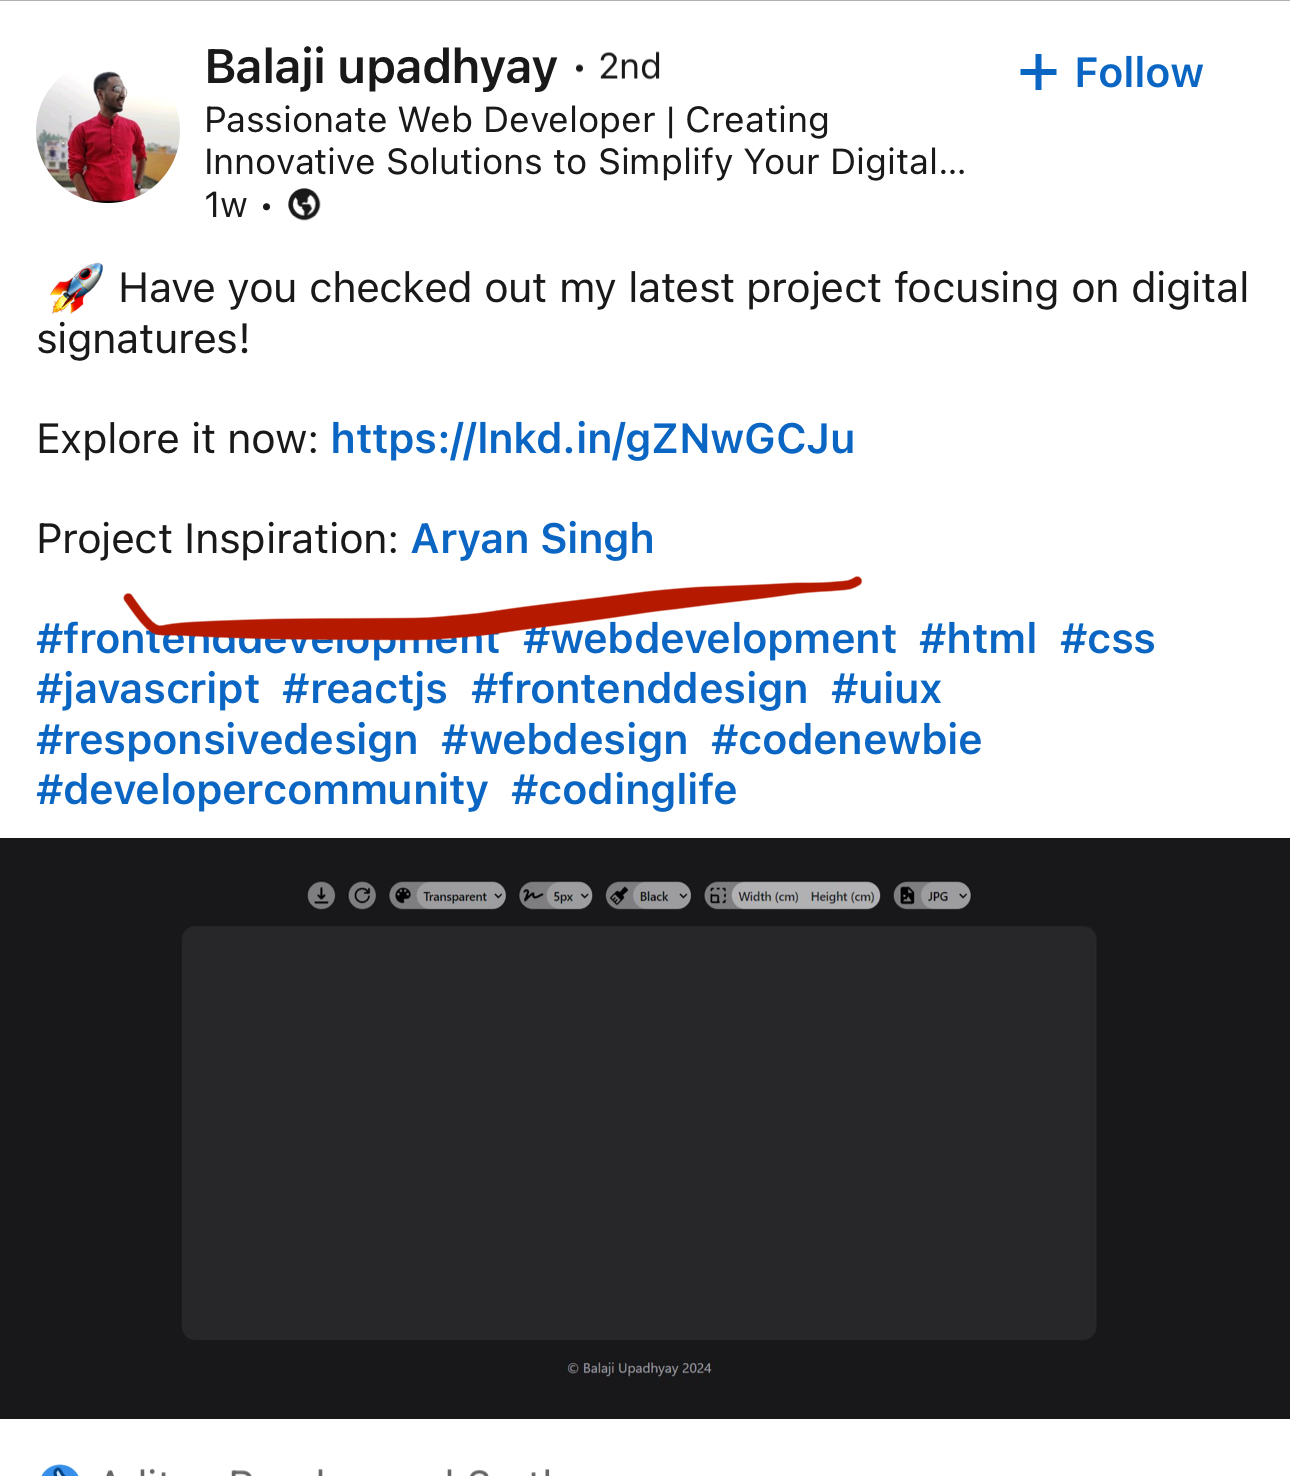 Balaji upadhyay · 2nd
+ Follow
Passionate Web Developer | Creating
Innovative Solutions to Simplify Your Digital...
1w ·
🚀 Have you checked out my latest project focusing on digital
signatures!
Explore it now: https://lnkd.in/gZNwGCJu
Project Inspiration: Aryan Singh
#frontenddevelopment #webdevelopment #html #css
#javascript #reactjs #frontenddesign #uiux
#responsivedesign #webdesign #codenewbie
#developercommunity #codinglife
Transparent 5px Black Width (cm) Height (cm) JPG
© Balaji Upadhyay 2024